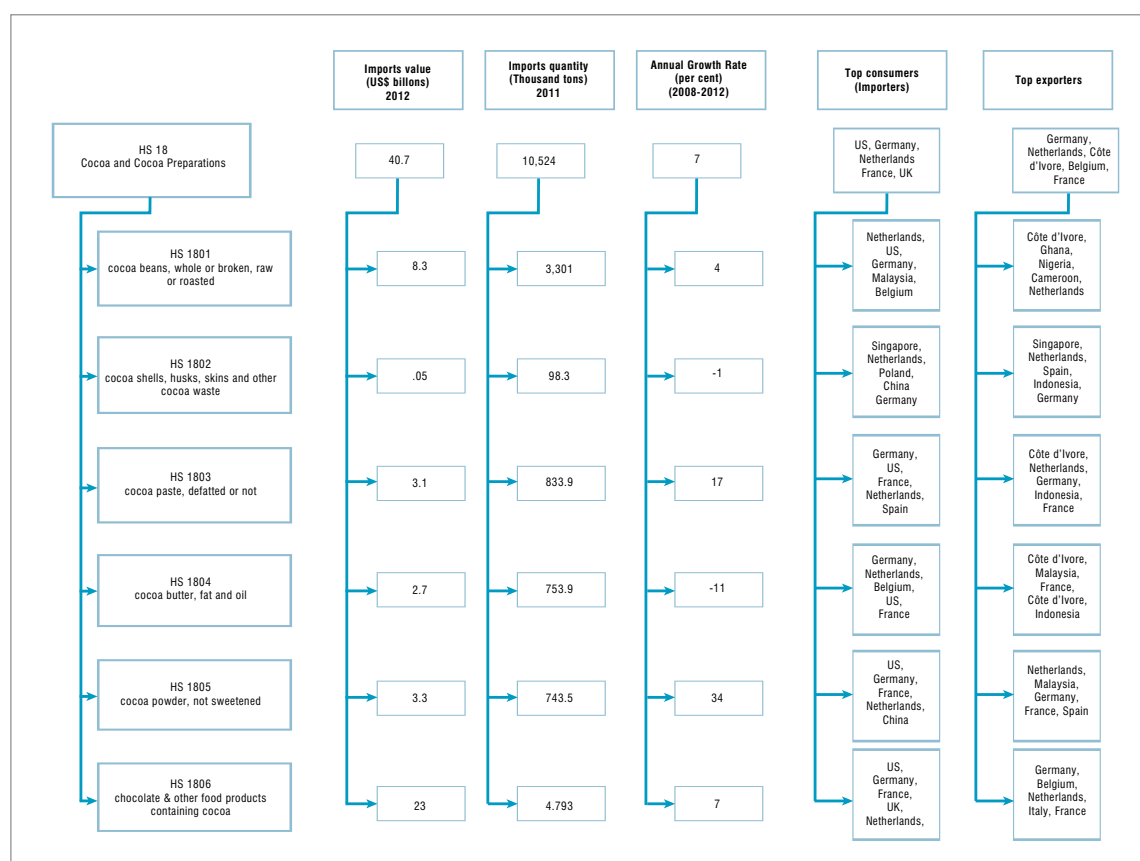 Imports value
(US$ billons)
2012
Imports quantity
(Thousand tons)
2011
Annual Growth Rate
(per cent)
(2008-2012)
Top consumers
(Importers)
Top exporters
HS 18
Cocoa and Cocoa Preparations
40.7
10,524
7
US, Germany,
Netherlands
France, UK
Germany,
Netherlands, Côte
d'Ivore, Belgium,
France
HS 1801
cocoa beans, whole or broken, raw
or roasted
8.3
3,301
4
Netherlands,
US,
Germany,
Malaysia,
Belgium
Côte d'Ivore,
Ghana,
Nigeria,
Cameroon,
Netherlands
HS 1802
cocoa shells, husks, skins and other
cocoa waste
.05
98.3
-1
Singapore,
Netherlands,
Poland,
China
Germany
Singapore,
Netherlands,
Spain,
Indonesia,
Germany
HS 1803
cocoa paste, defatted or not
3.1
833.9
17
Germany,
US,
France,
Netherlands,
Spain
Côte d'Ivore,
Netherlands,
Germany,
Indonesia,
France
HS 1804
cocoa butter, fat and oil
2.7
753.9
-11
Germany,
Netherlands,
Belgium,
US,
France
Côte d'Ivore,
Malaysia,
France,
Côte d'Ivore,
Indonesia
HS 1805
cocoa powder, not sweetened
3.3
743.5
34
US,
Germany,
France,
Netherlands,
China
Netherlands,
Malaysia,
Germany,
France, Spain
HS 1806
chocolate & other food products
containing cocoa
23
4.793
7
US,
Germany,
France,
UK,
Netherlands,
Germany,
Belgium,
Netherlands,
Italy, France